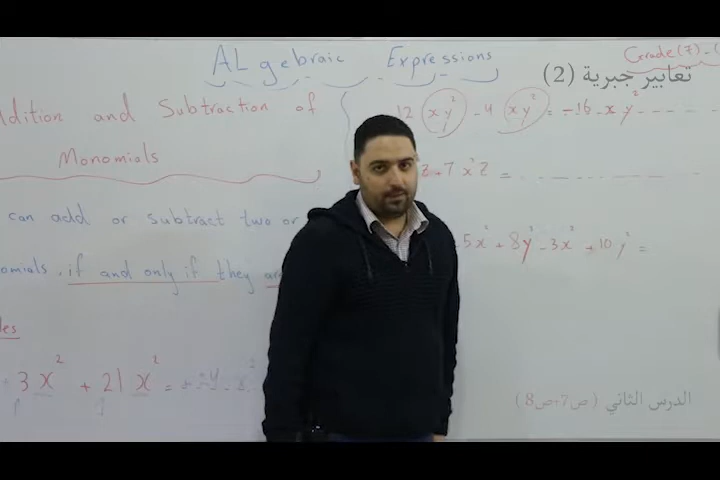 ALgebraic Expressions
Grade (7)
تعابير جبرية (2)
ddition and Subtraction of
Monomials
can add or subtract two or
nomials. if and only if they
les
3x² + 21x² =
12 xy² - 4 xy² = -16 xy²
z + 7x²z =
5x² + 8y² - 3x² + 10y² =
الدرس الثاني (ص7+ص8)